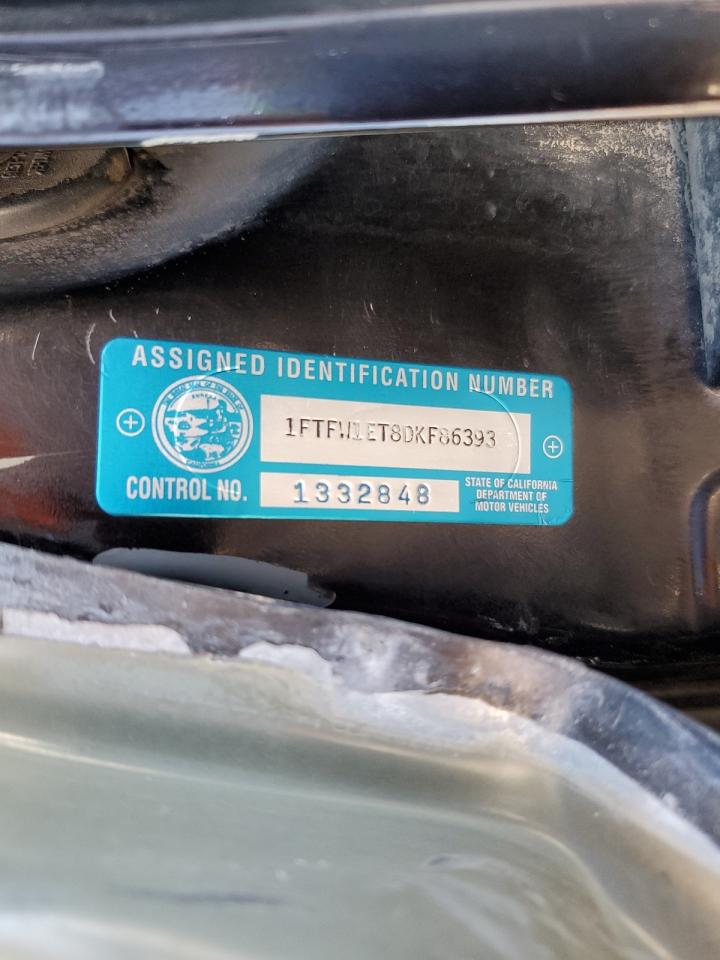 ASSIGNED IDENTIFICATION NUMBER
1FTFW1ET8DKF86393
CONTROL NO.
1332848
STATE OF CALIFORNIA
DEPARTMENT OF
MOTOR VEHICLES